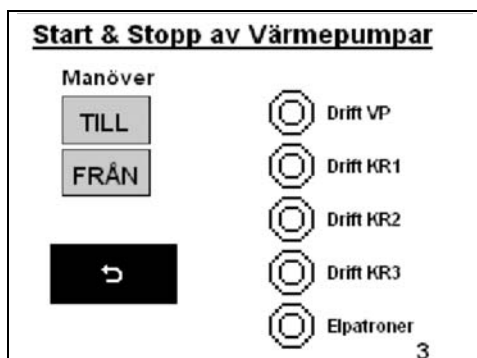 Start & Stopp av Värmepumpar
Manöver
TILL
FRÅN
Drift VP
Drift KR1
Drift KR2
Drift KR3
Elpatroner
3